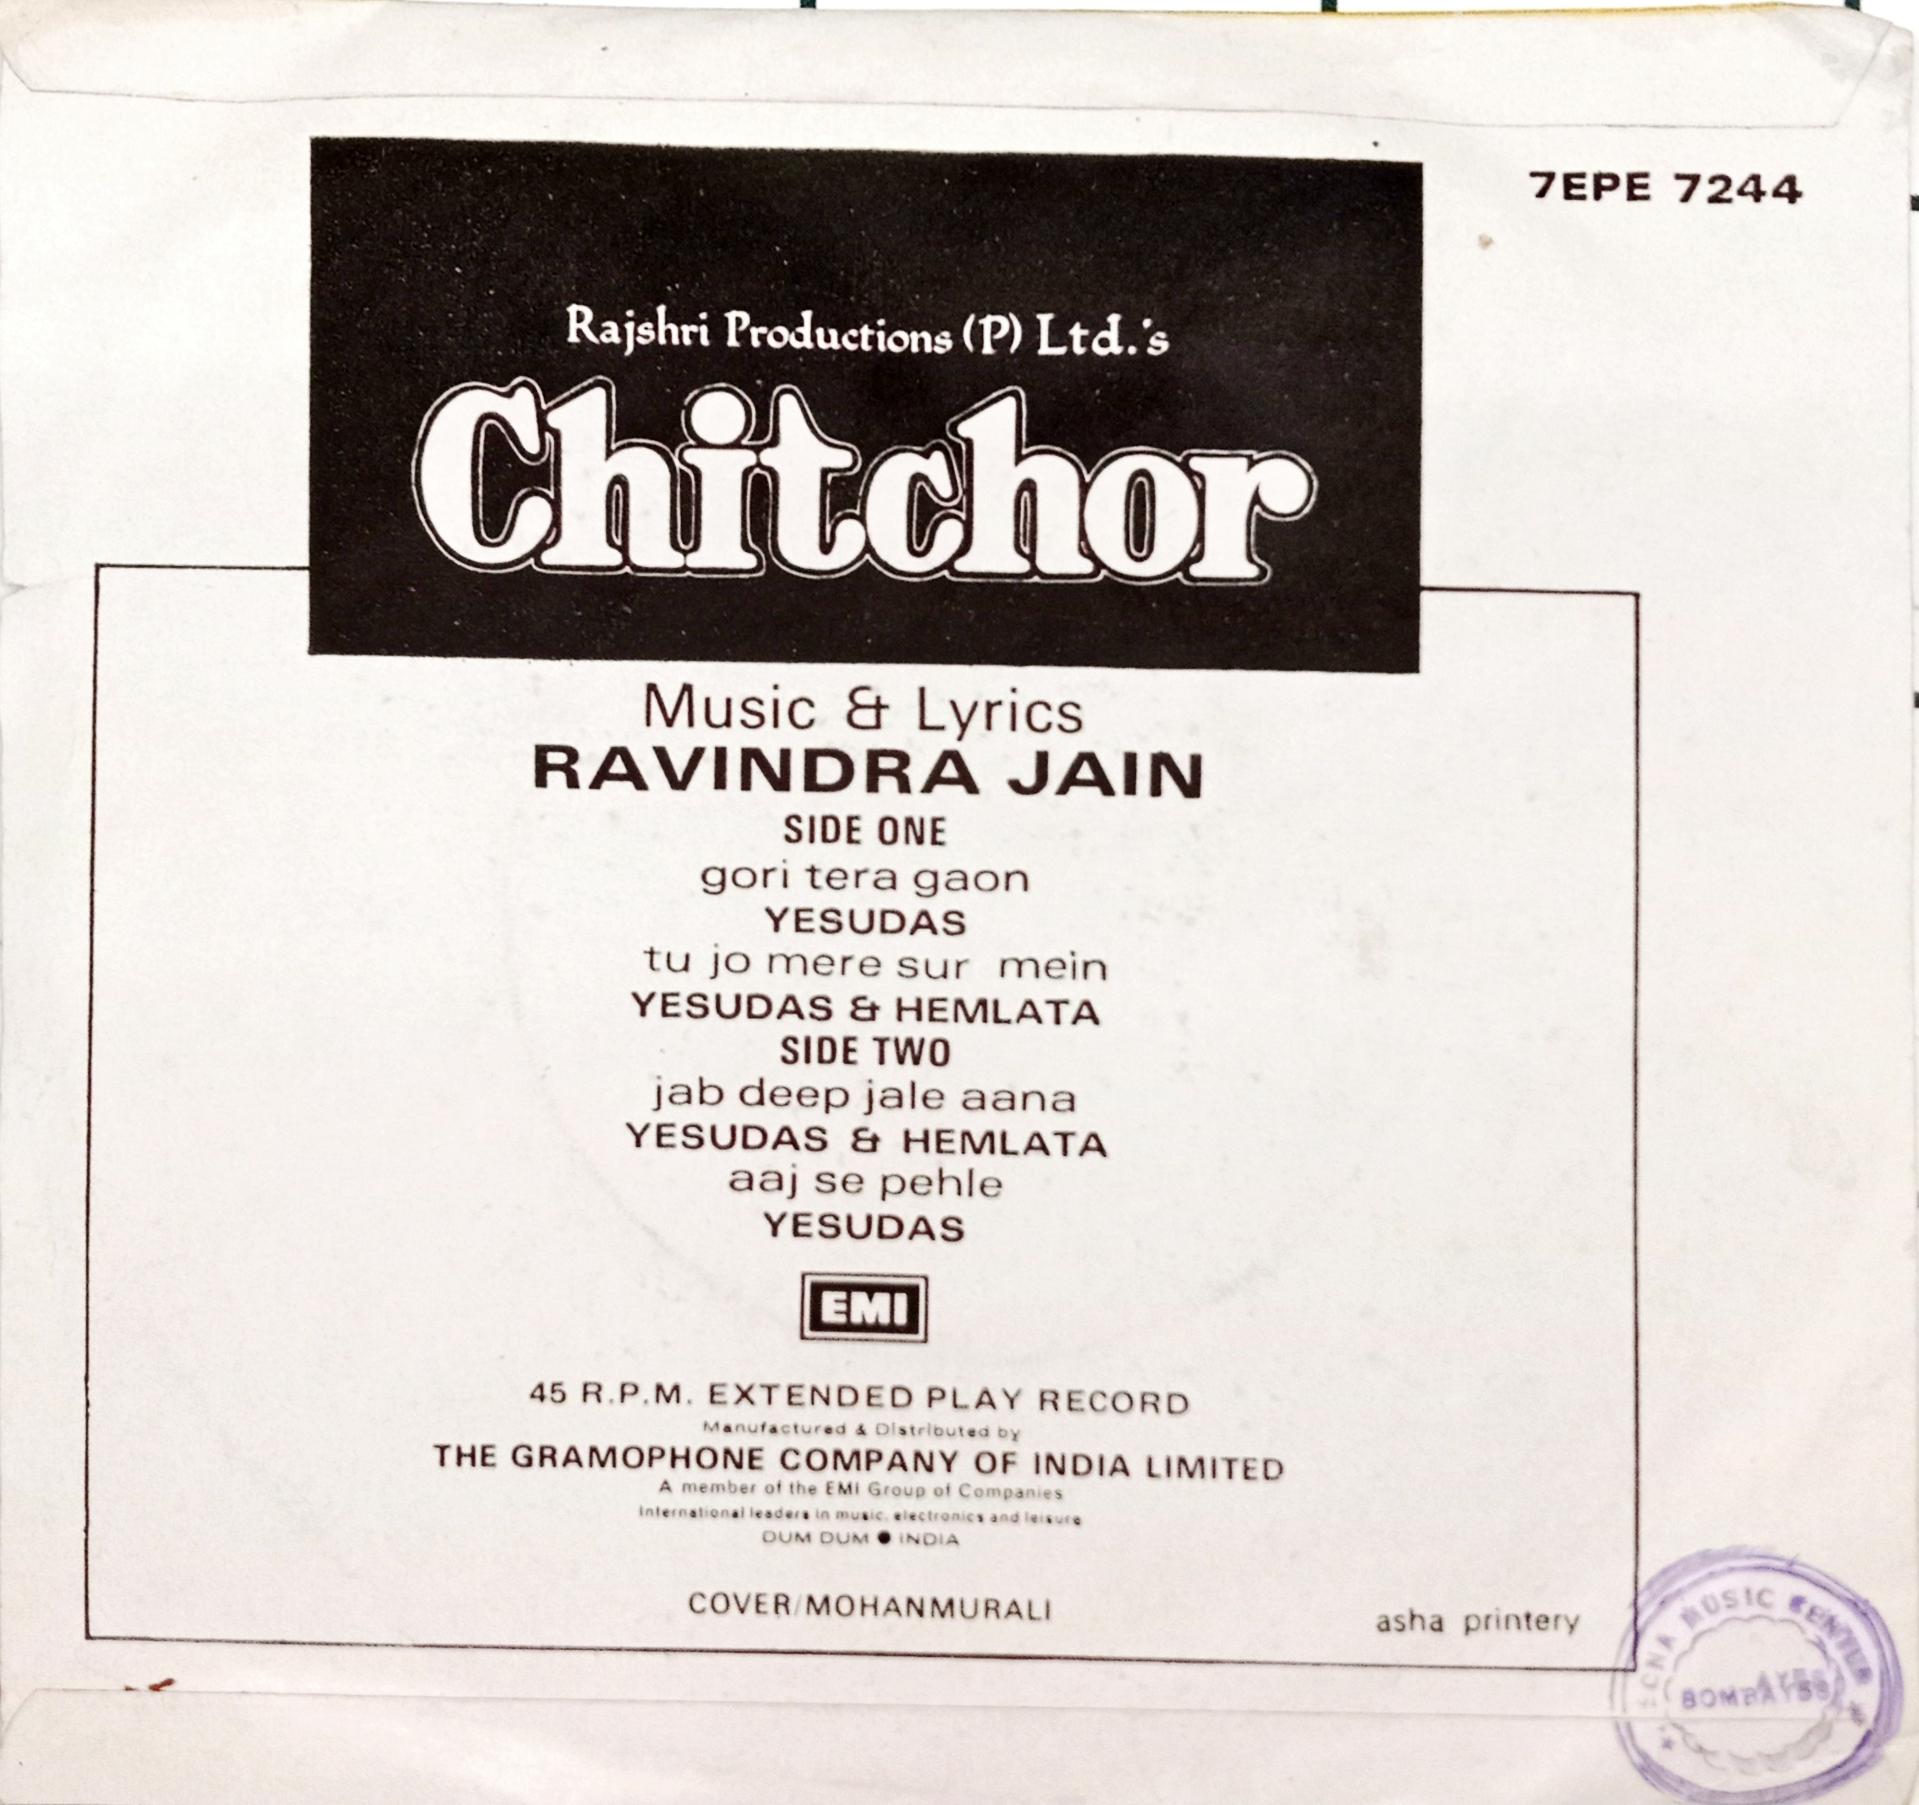 7EPE 7244
Rajshri Productions (P) Ltd.'s
Chitchor
Music & Lyrics
RAVINDRA JAIN
SIDE ONE
gori tera gaon
YESUDAS
tu jo mere sur mein
YESUDAS & HEMLATA
SIDE TWO
jab deep jale aana
YESUDAS & HEMLATA
aaj se pehle
YESUDAS
EMI
45 R.P.M. EXTENDED PLAY RECORD
Manufactured & Distributed by
THE GRAMOPHONE COMPANY OF INDIA LIMITED
A member of the EMI Group of Companies
International leaders in music, electronics and leisure
DUM DUM ● INDIA
COVER/MOHANMURALI
asha printery
MUSIC CENTER
BOMBAY